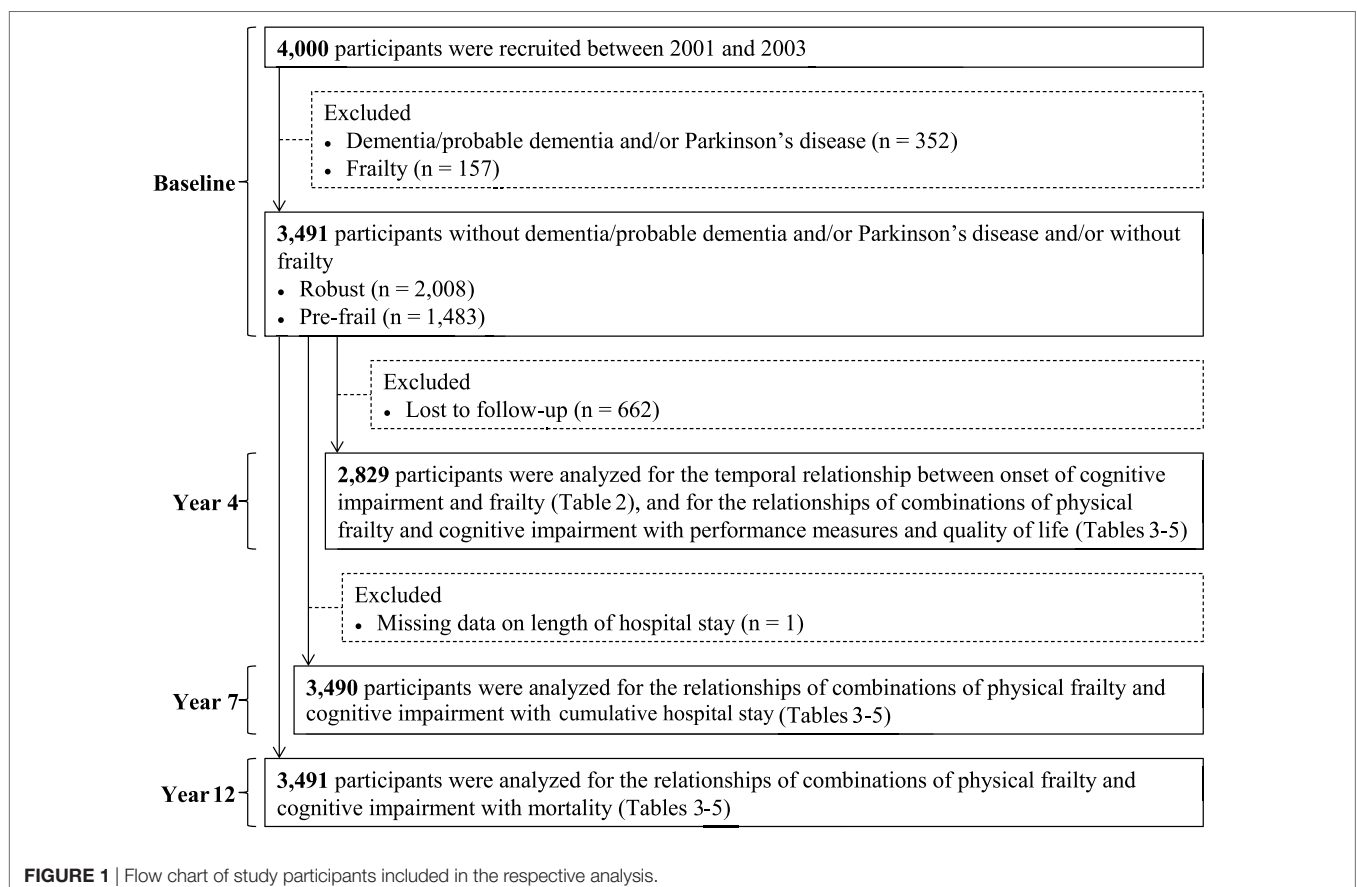 4,000 participants were recruited between 2001 and 2003
Excluded
• Dementia/probable dementia and/or Parkinson's disease (n = 352)
• Frailty (n = 157)
Baseline
3,491 participants without dementia/probable dementia and/or Parkinson's disease and/or without
frailty
• Robust (n = 2,008)
• Pre-frail (n = 1,483)
Excluded
• Lost to follow-up (n = 662)
Year 4
2,829 participants were analyzed for the temporal relationship between onset of cognitive
impairment and frailty (Table 2), and for the relationships of combinations of physical
frailty and cognitive impairment with performance measures and quality of life (Tables 3-5)
Excluded
• Missing data on length of hospital stay (n = 1)
Year 7
3,490 participants were analyzed for the relationships of combinations of physical frailty and
cognitive impairment with cumulative hospital stay (Tables 3-5)
Year 12
3,491 participants were analyzed for the relationships of combinations of physical frailty and
cognitive impairment with mortality (Tables 3-5)
FIGURE 1 | Flow chart of study participants included in the respective analysis.